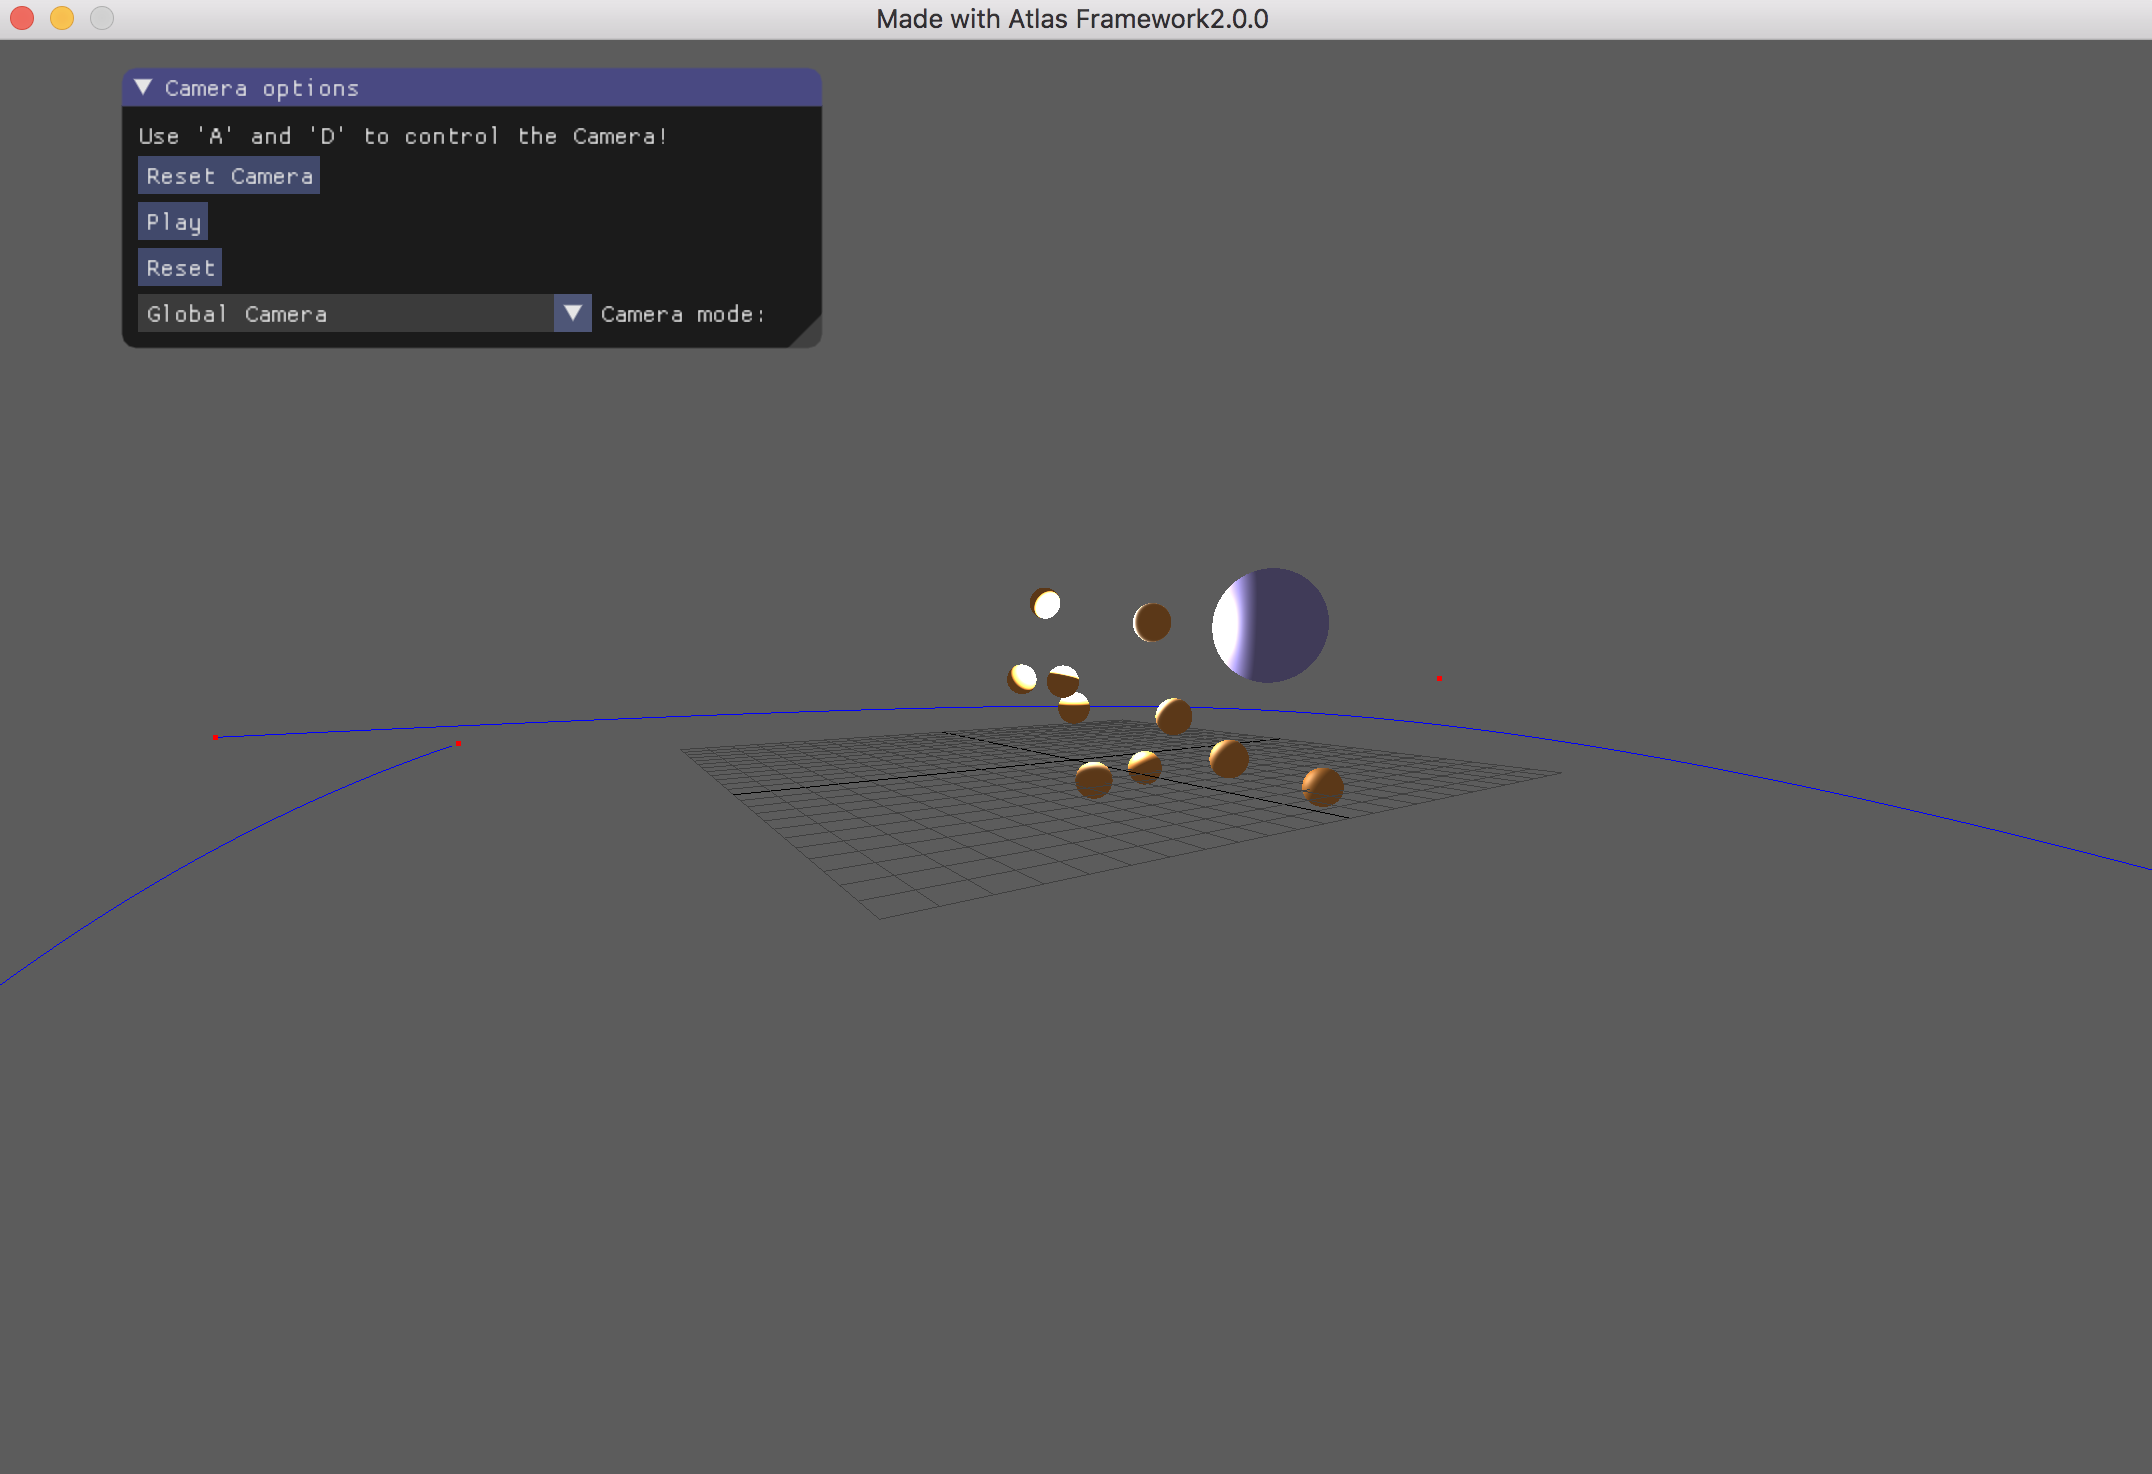 Made with Atlas Framework2.0.0
Camera options
Use 'A' and 'D' to control the Camera!
Reset Camera
Play
Reset
Global Camera Camera mode: